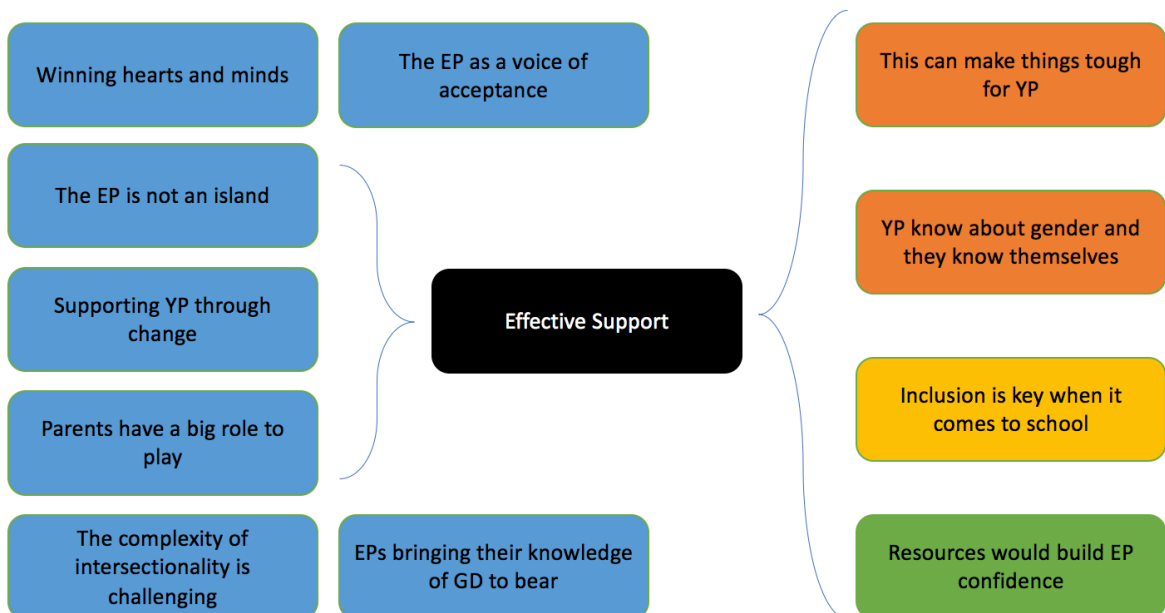 Winning hearts and minds
The EP as a voice of
acceptance
This can make things tough
for YP
The EP is not an island
YP know about gender and
they know themselves
Supporting YP through
change
Effective Support
Parents have a big role to
play
Inclusion is key when it
comes to school
The complexity of
intersectionality is
challenging
EPs bringing their knowledge
of GD to bear
Resources would build EP
confidence